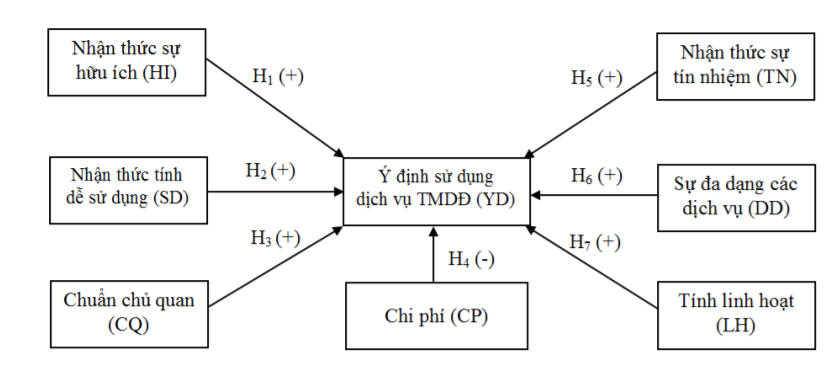 Nhận thức sự
hữu ích (HI)
H₁ (+)
H₅ (+)
Nhận thức sự
tín nhiệm (TN)
Nhận thức tính
dễ sử dụng (SD)
H₂ (+)
Ý định sử dụng
dịch vụ TMDĐ (YD)
H₆ (+)
Sự đa dạng các
dịch vụ (DD)
H₃ (+)
H₄ (-)
H₇ (+)
Chuẩn chủ quan
(CQ)
Chi phí (CP)
Tính linh hoạt
(LH)